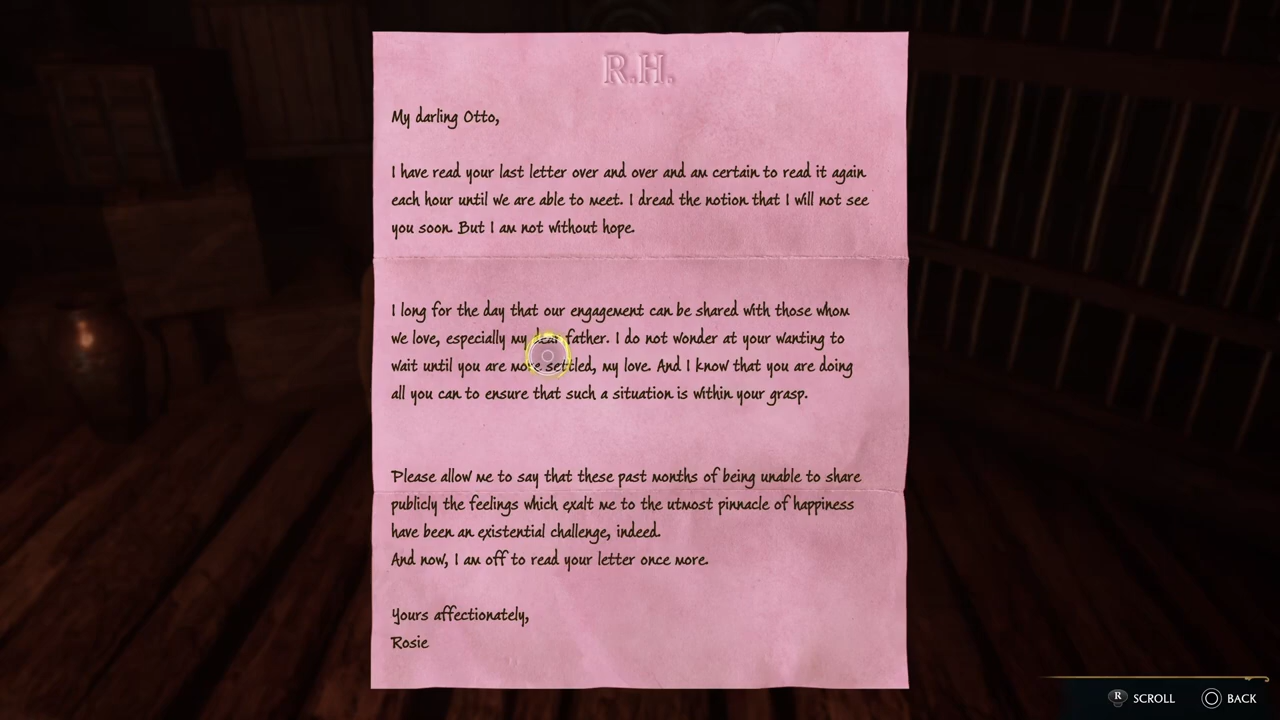 R.H.
My darling Otto,
I have read your last letter over and over and am certain to read it again
each hour until we are able to meet. I dread the notion that I will not see
you soon. But I am not without hope.
I long for the day that our engagement can be shared with those whom
we love, especially my dear father. I do not wonder at your wanting to
wait until you are more settled, my love. And I know that you are doing
all you can to ensure that such a situation is within your grasp.
Please allow me to say that these past months of being unable to share
publicly the feelings which exalt me to the utmost pinnacle of happiness
have been an existential challenge, indeed.
And now, I am off to read your letter once more.
Yours affectionately,
Rosie
R SCROLL BACK